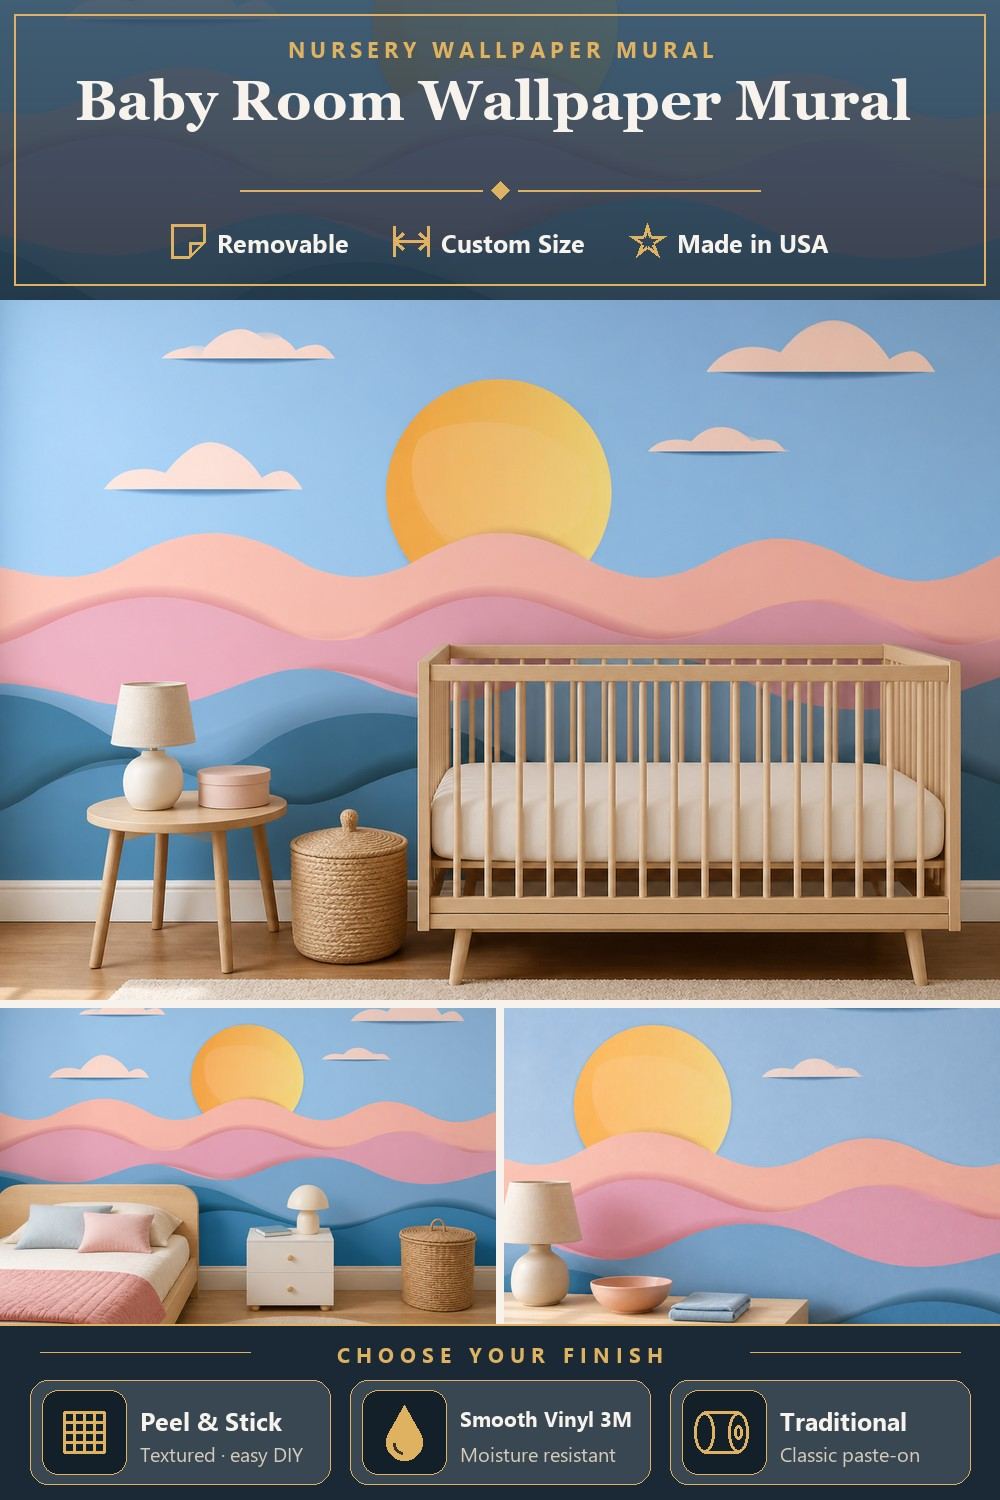 NURSERY WALLPAPER MURAL
Baby Room Wallpaper Mural
Removable
Custom Size
Made in USA
CHOOSE YOUR FINISH
Peel & Stick
Textured · easy DIY
Smooth Vinyl 3M
Moisture resistant
Traditional
Classic paste-on